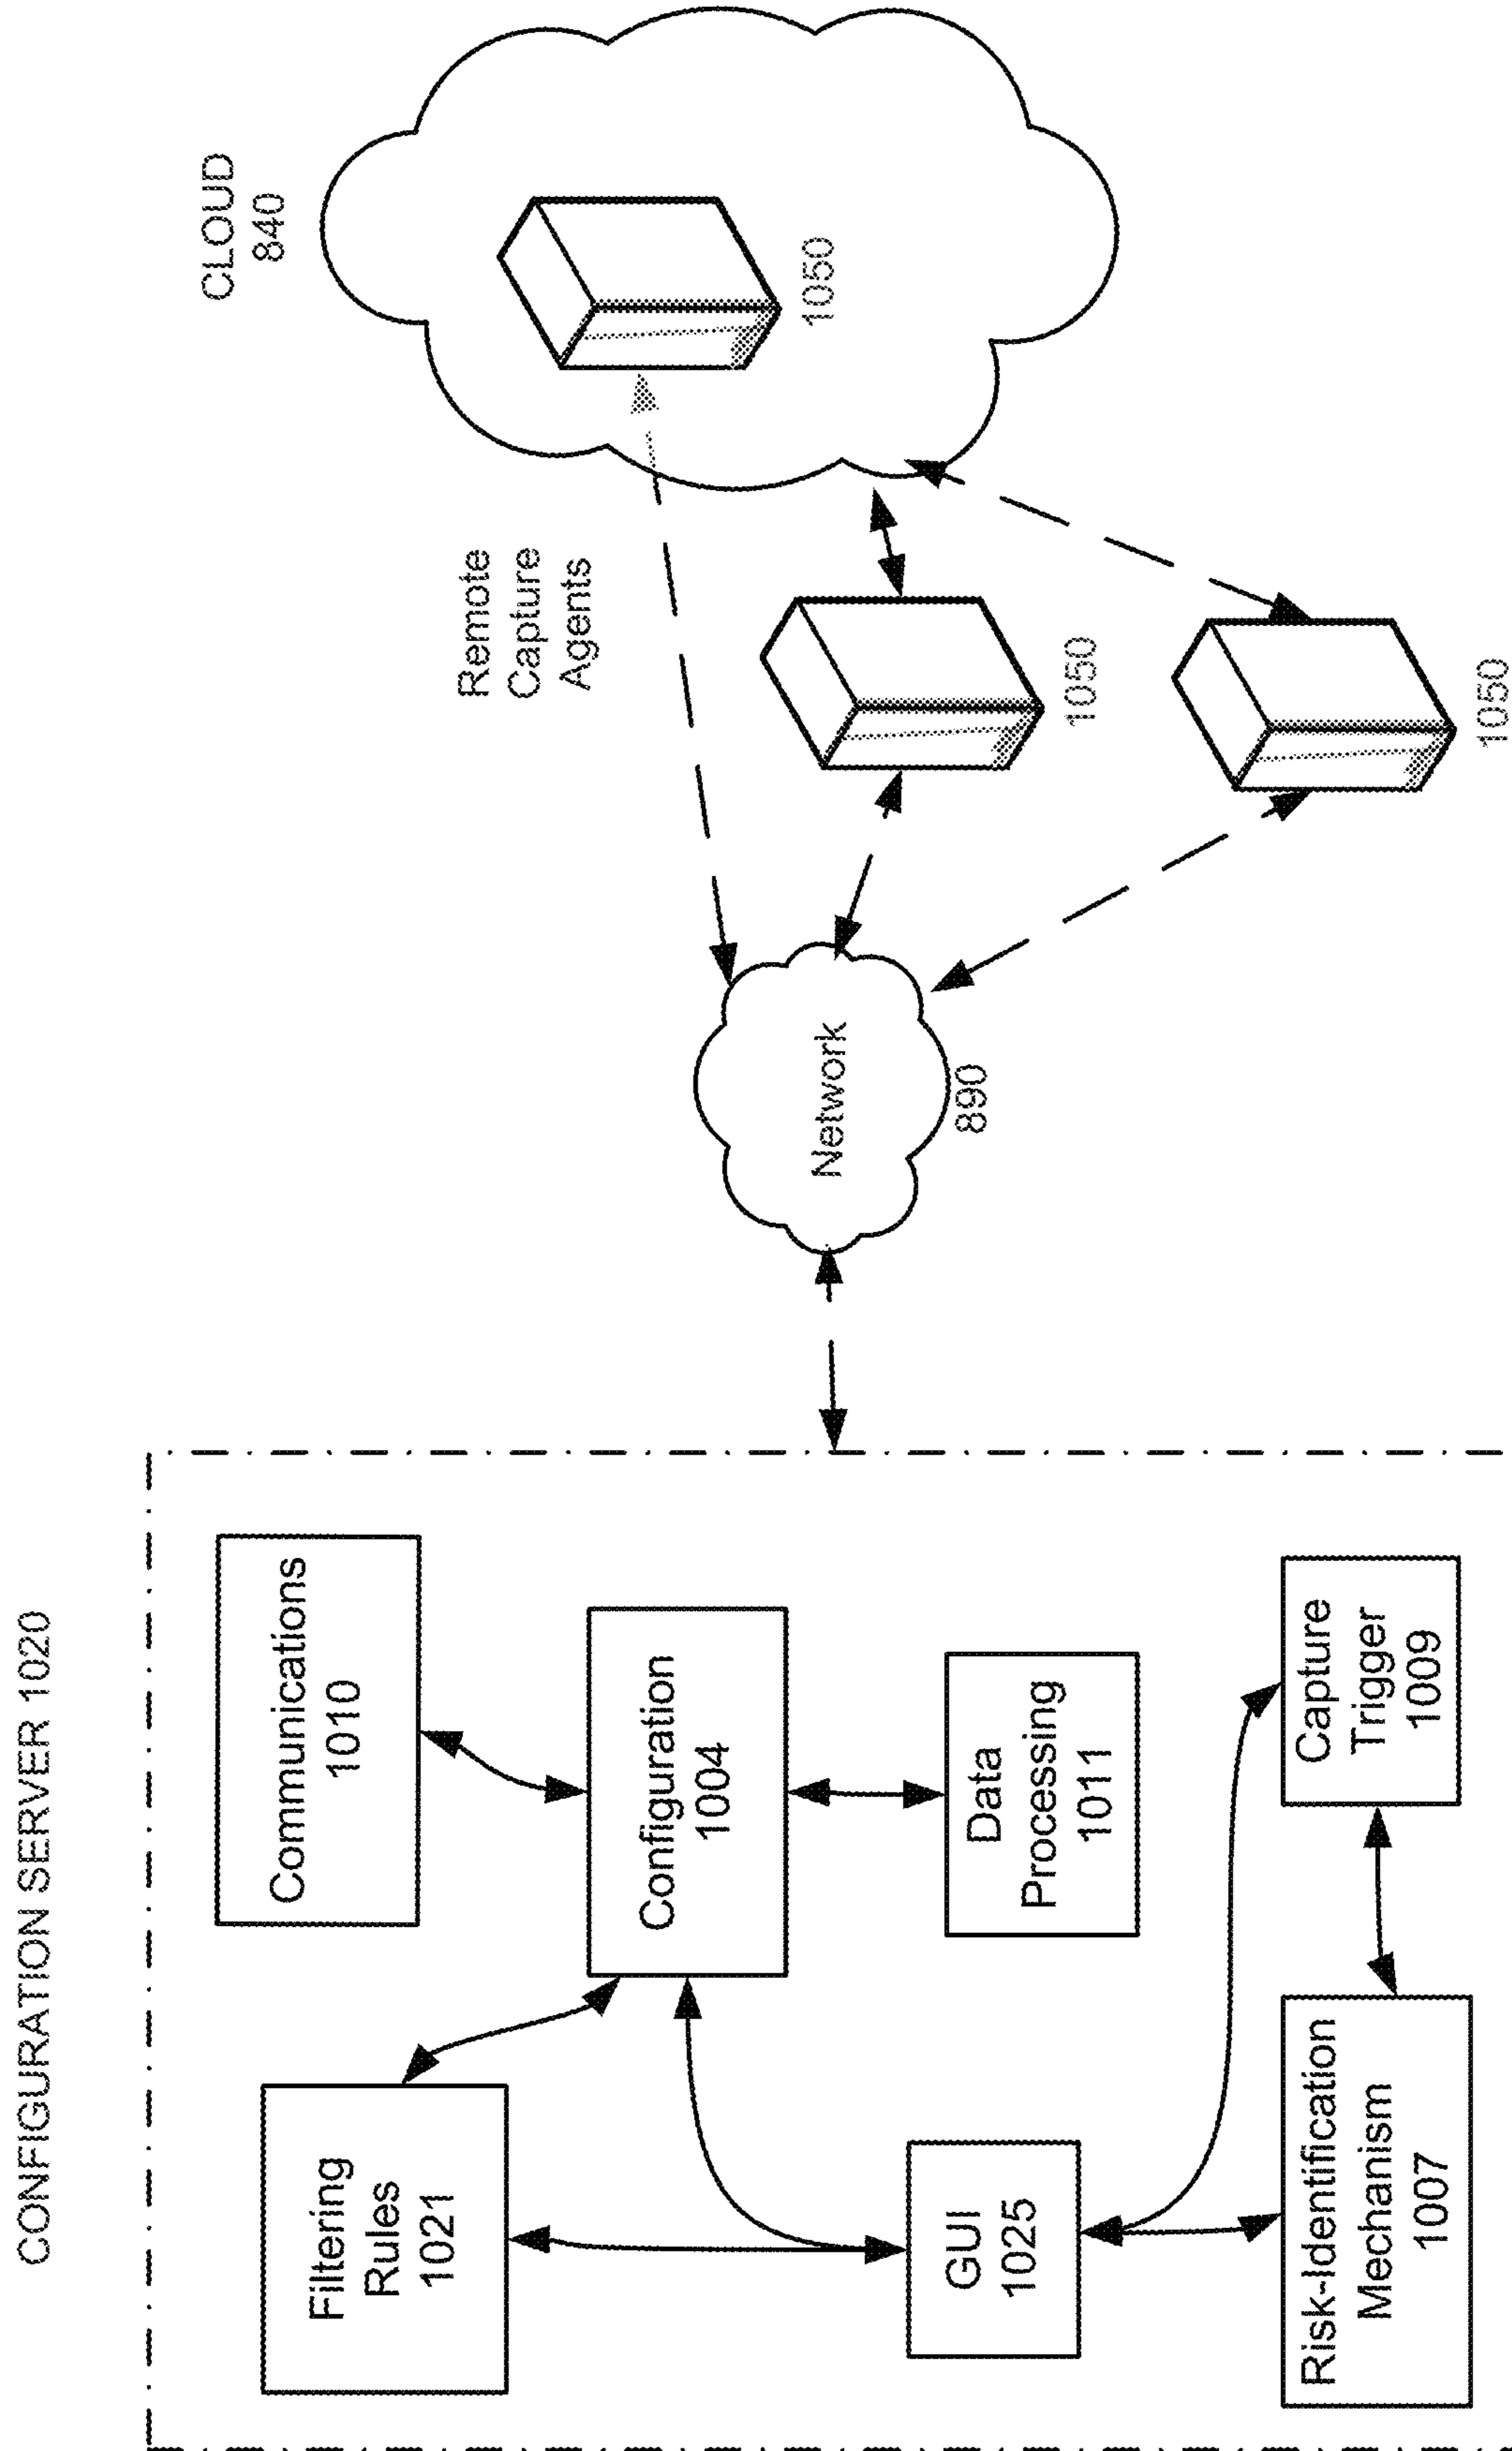 CONFIGURATION SERVER 1020
Filtering
Rules
1021
Communications
1010
Configuration
1004
GUI
1025
Data
Processing
1011
Risk-Identification
Mechanism
1007
Capture
Trigger
1009
Network
890
Remote
Capture
Agents
CLOUD
840
1050
1050
1050